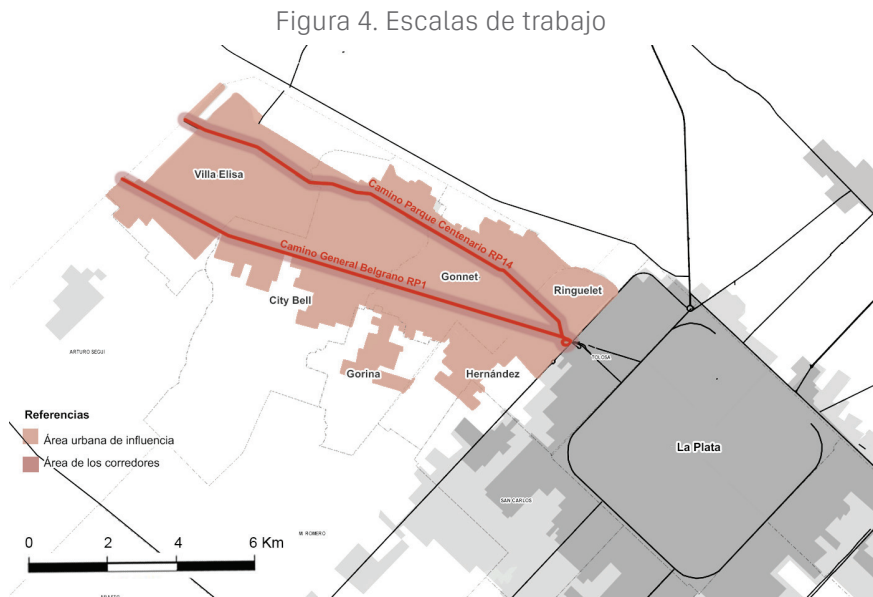 Figura 4. Escalas de trabajo
Villa Elisa
Camino Parque Centenario RP14
Camino General Belgrano RP1
Gonnet
Ringuelet
City Bell
ARTURO SEGUI
TOLOSA
Gorina
Hernández
Referencias
Área urbana de influencia
Área de los corredores
La Plata
SAN CARLOS
M. ROMERO
0 2 4 6 Km